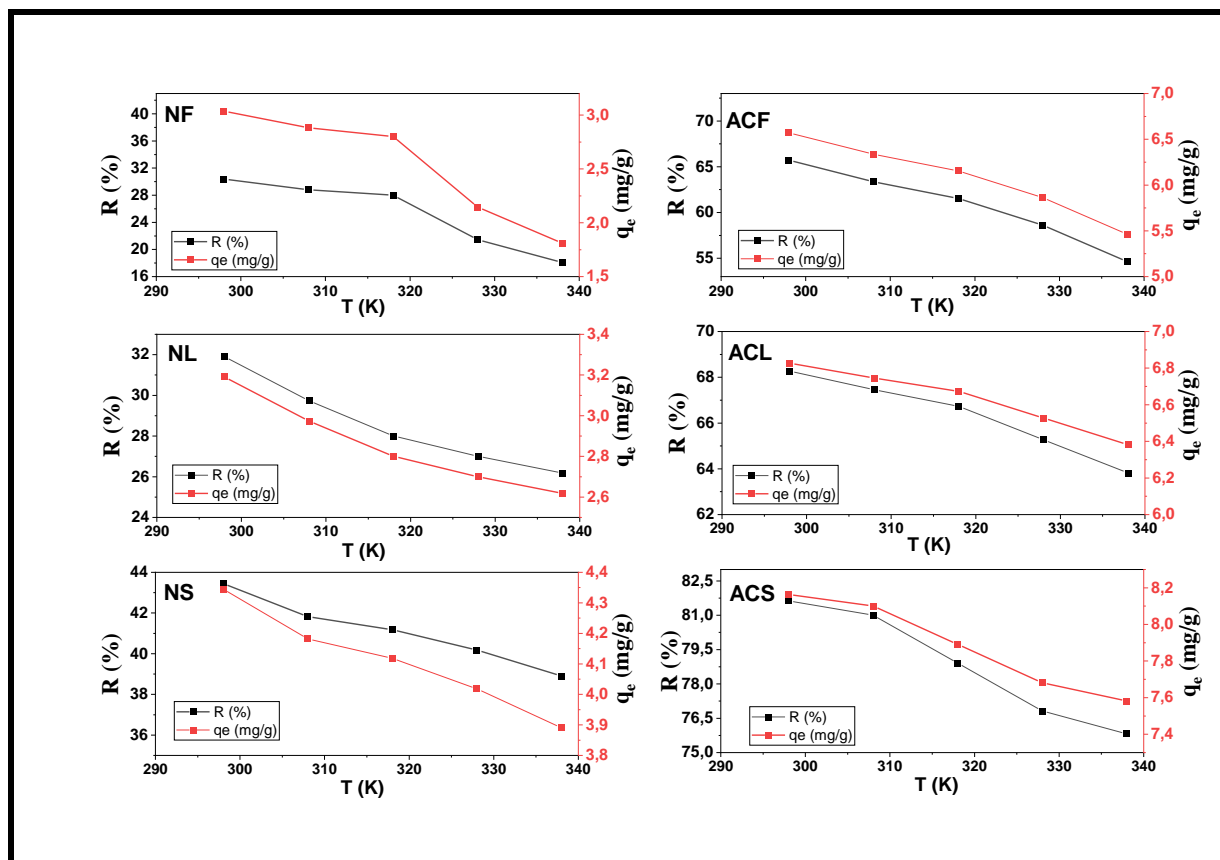 NF
R (%)
40
36
32
28
24
20
16
3,0
2,5
2,0
1,5
qe (mg/g)
R (%)
qe (mg/g)
290 300 310 320 330 340
T (K)
ACF
R (%)
70
65
60
55
7,0
6,5
6,0
5,5
5,0
qe (mg/g)
R (%)
qe (mg/g)
290 300 310 320 330 340
T (K)
NL
R (%)
32
30
28
26
24
3,4
3,2
3,0
2,8
2,6
qe (mg/g)
R (%)
qe (mg/g)
290 300 310 320 330 340
T (K)
ACL
R (%)
70
68
66
64
62
7,0
6,8
6,6
6,4
6,2
6,0
qe (mg/g)
R (%)
qe (mg/g)
290 300 310 320 330 340
T (K)
NS
R (%)
44
42
40
38
36
4,4
4,3
4,2
4,1
4,0
3,9
3,8
qe (mg/g)
R (%)
qe (mg/g)
290 300 310 320 330 340
T (K)
ACS
R (%)
82,5
81,0
79,5
78,0
76,5
75,0
8,2
8,0
7,8
7,6
7,4
qe (mg/g)
R (%)
qe (mg/g)
290 300 310 320 330 340
T (K)